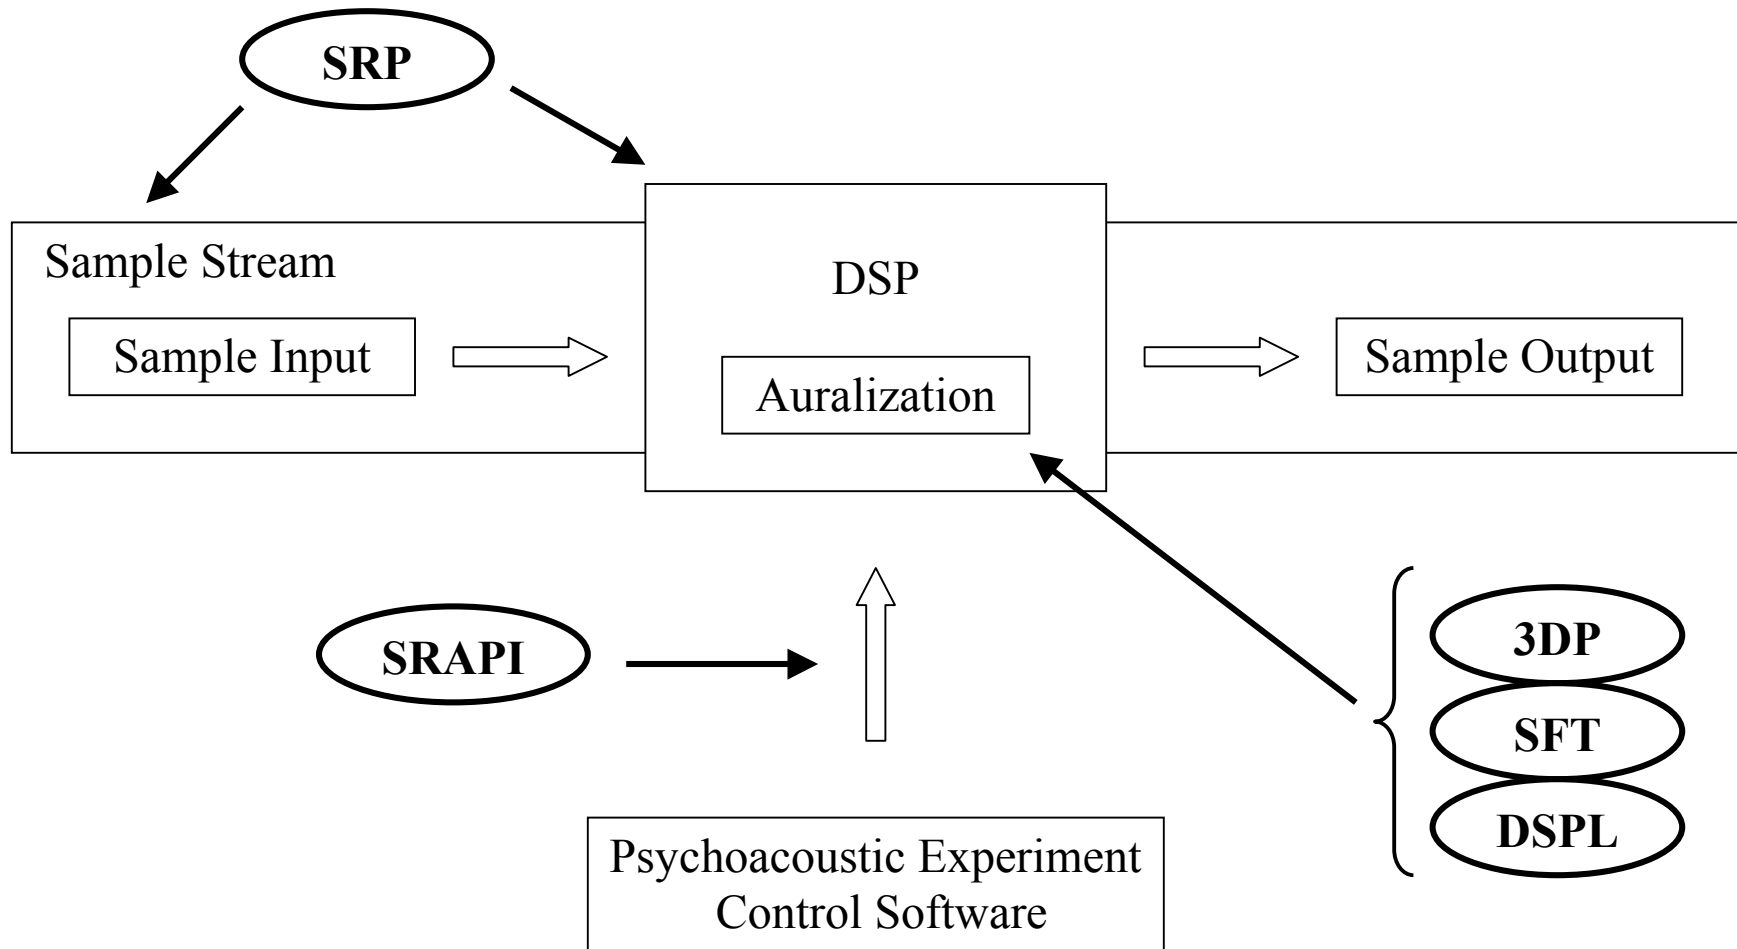 SRP
Sample Stream
DSP
Sample Input
Auralization
Sample Output
SRAPI
3DP
SFT
DSPL
Psychoacoustic Experiment
Control Software